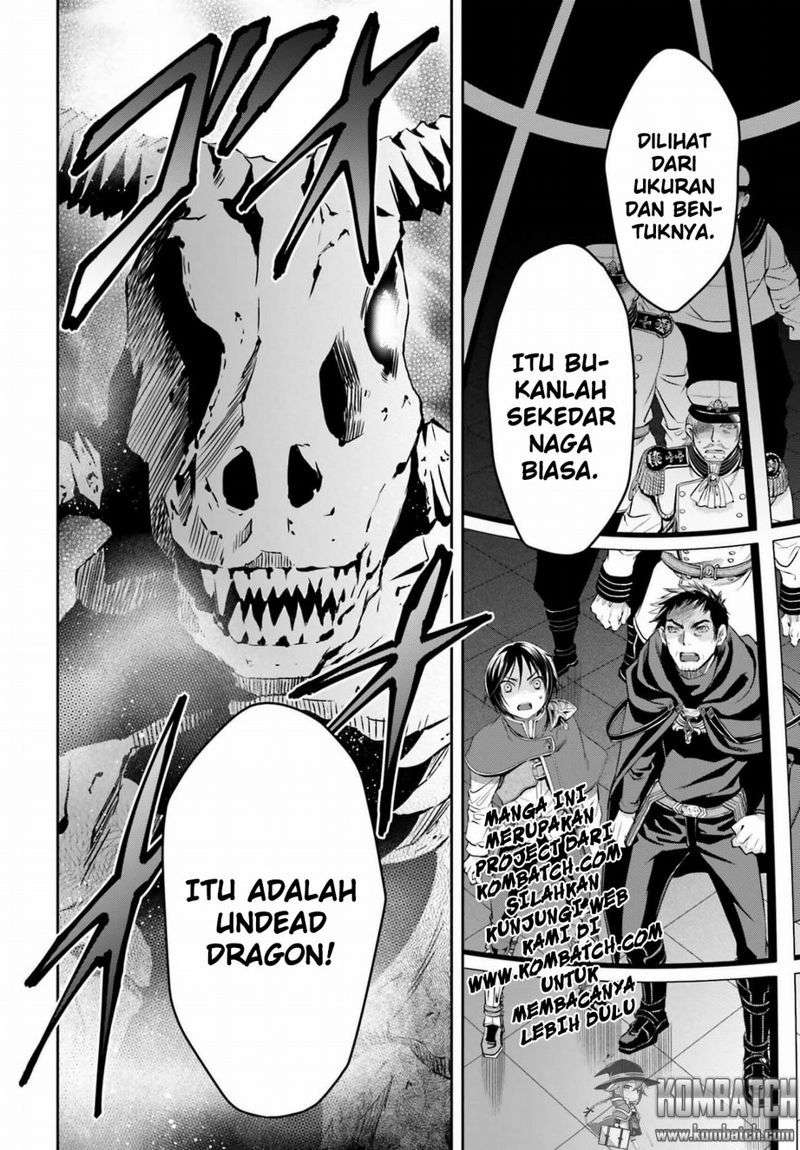 DILIHAT
DARI
UKURAN
DAN BEN-
TUKNYA.
ITU BU-
KANLAH
SEKEDAR
NAGA
BIASA.
MANGA INI
MERUPAKAN
PROJECT DARI
KOMBATCH.COM
SILAHKAN
KUNJUNGI WEB
KAMI DI
WWW.KOMBATCH.COM
UNTUK
MEMBACANYA
LEBIH DULU
ITU ADALAH
UNDEAD
DRAGON!
KOMBATCH
www.kombatch.com